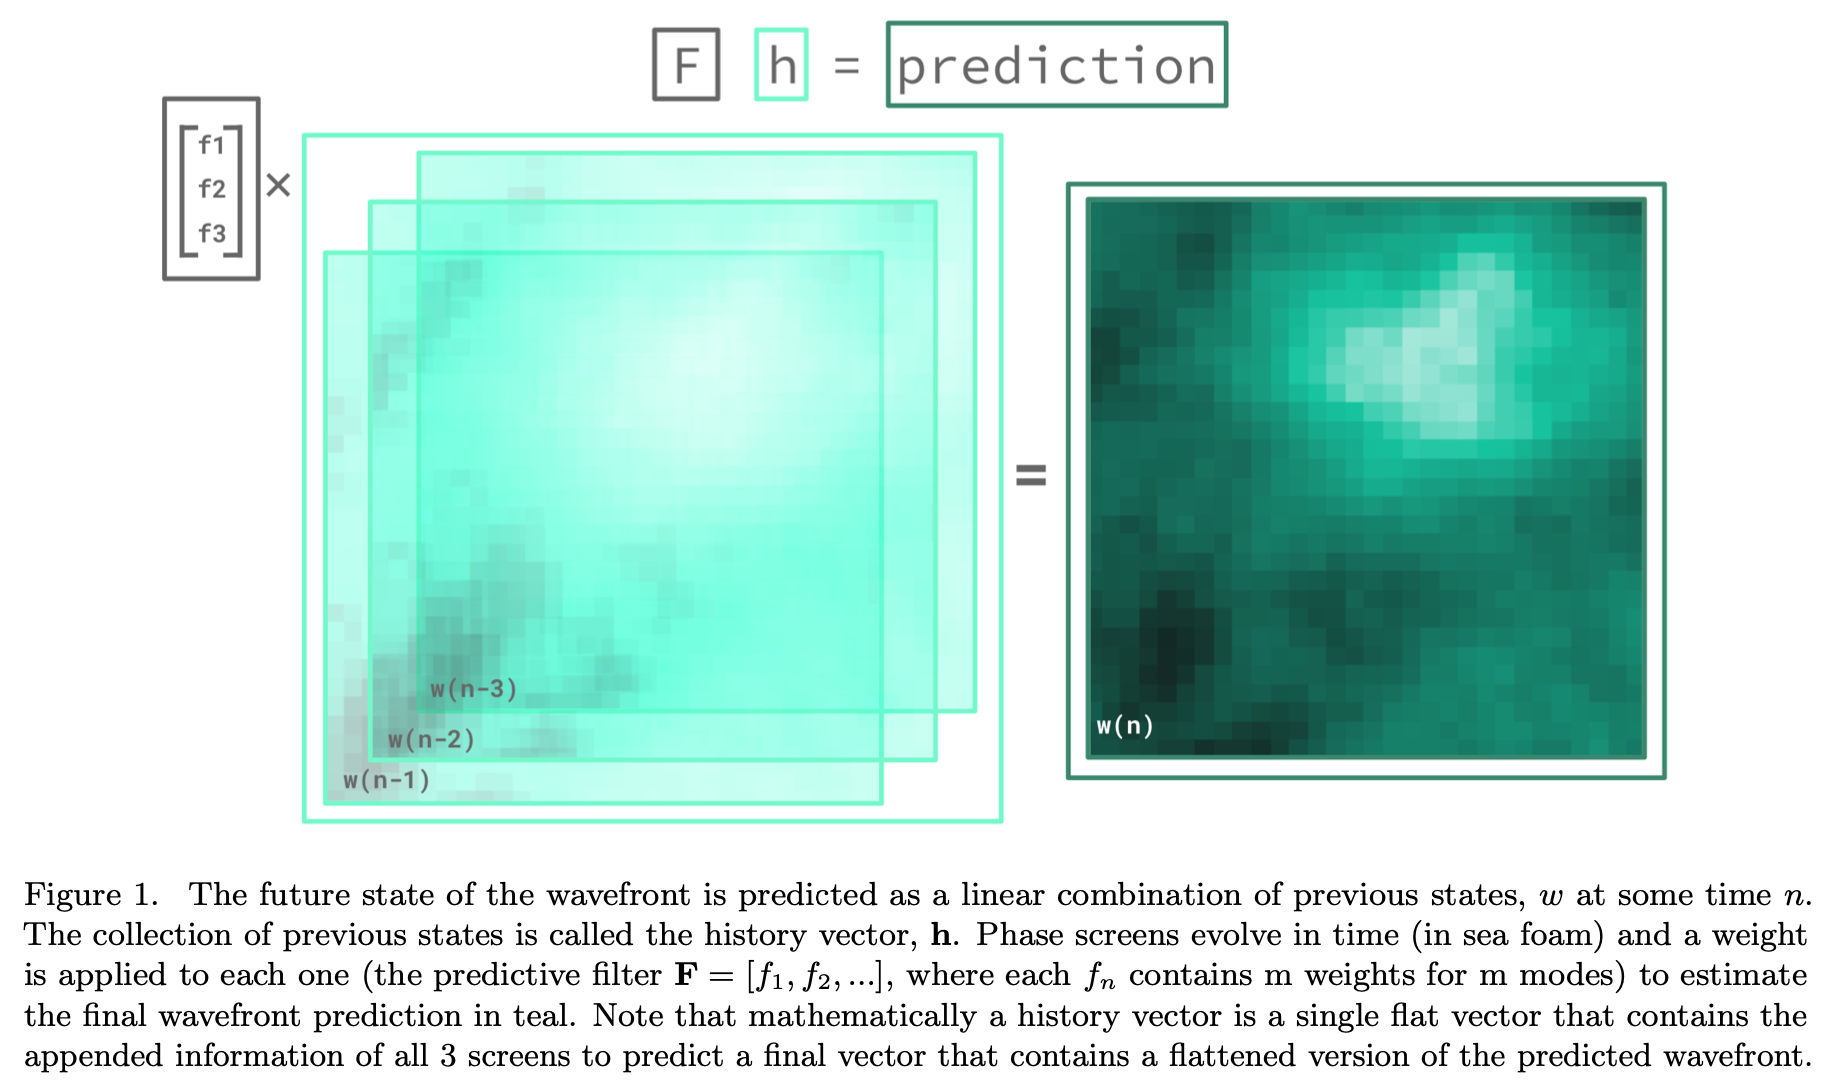 F h = prediction
f1
f2
f3
×
w(n-3)
w(n-2)
w(n-1)
=
w(n)
Figure 1. The future state of the wavefront is predicted as a linear combination of previous states, w at some time n.
The collection of previous states is called the history vector, h. Phase screens evolve in time (in sea foam) and a weight
is applied to each one (the predictive filter F = [f₁, f₂, ...], where each fₙ contains m weights for m modes) to estimate
the final wavefront prediction in teal. Note that mathematically a history vector is a single flat vector that contains the
appended information of all 3 screens to predict a final vector that contains a flattened version of the predicted wavefront.